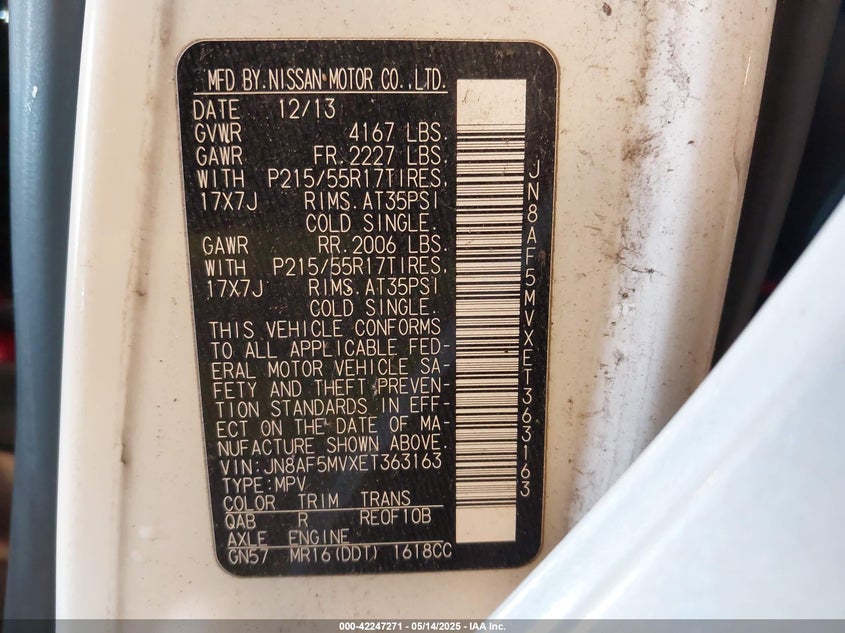 MFD.BY.NISSAN MOTOR CO.,LTD.
DATE 12/13
GVWR 4167 LBS.
GAWR FR.2227 LBS.
WITH P215/55R17TIRES,
17X7J RIMS.AT35PSI
COLD SINGLE.
GAWR RR.2006 LBS.
WITH P215/55R17TIRES,
17X7J RIMS.AT35PSI
COLD SINGLE.
THIS VEHICLE CONFORMS
TO ALL APPLICABLE FED-
ERAL MOTOR VEHICLE SA-
FETY AND THEFT PREVEN-
TION STANDARDS IN EFF-
ECT ON THE DATE OF MA-
NUFACTURE SHOWN ABOVE.
VIN:JN8AF5MVXET363163
TYPE:MPV
COLOR TRIM TRANS
QAB R REOF10B
AXLE ENGINE
GN57 MR16(DDT) 1618CC
JN8AF5MVXET363163
000-42247271 | 05/14/2025 | IAA Inc.